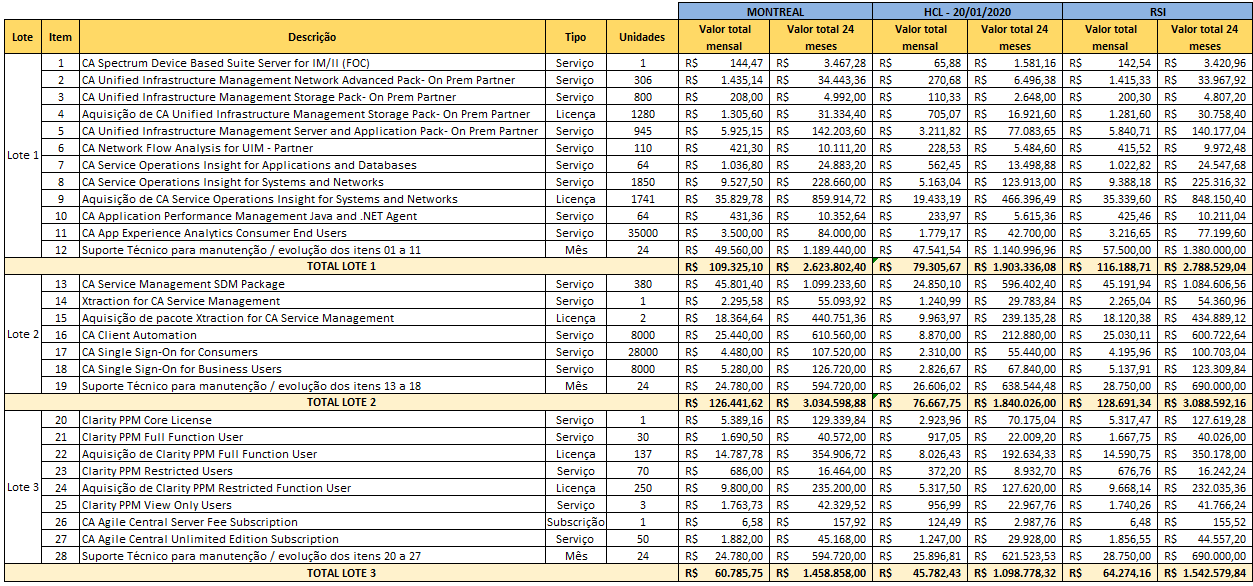 MONTREAL HCL - 20/01/2020 RSI
Lote Item Descrição Tipo Unidades Valor total mensal Valor total 24 meses Valor total mensal Valor total 24 meses Valor total mensal Valor total 24 meses
Lote 1
1 CA Spectrum Device Based Suite Server for IM/II (FOC) Serviço 1 R$ 144,47 R$ 3.467,28 R$ 65,88 R$ 1.581,16 R$ 142,54 R$ 3.420,96
2 CA Unified Infrastructure Management Network Advanced Pack- On Prem Partner Serviço 306 R$ 1.435,14 R$ 34.443,36 R$ 270,68 R$ 6.496,38 R$ 1.415,33 R$ 33.967,92
3 CA Unified Infrastructure Management Storage Pack- On Prem Partner Serviço 800 R$ 208,00 R$ 4.992,00 R$ 110,33 R$ 2.648,00 R$ 200,30 R$ 4.807,20
4 Aquisição de CA Unified Infrastructure Management Storage Pack- On Prem Partner Licença 1280 R$ 1.305,60 R$ 31.334,40 R$ 705,07 R$ 16.921,60 R$ 1.281,60 R$ 30.758,40
5 CA Unified Infrastructure Management Server and Application Pack- On Prem Partner Serviço 945 R$ 5.925,15 R$ 142.203,60 R$ 3.211,82 R$ 77.083,65 R$ 5.840,71 R$ 140.177,04
6 CA Network Flow Analysis for UIM - Partner Serviço 110 R$ 421,30 R$ 10.111,20 R$ 228,53 R$ 5.484,60 R$ 415,52 R$ 9.972,48
7 CA Service Operations Insight for Applications and Databases Serviço 64 R$ 1.036,80 R$ 24.883,20 R$ 562,45 R$ 13.498,88 R$ 1.022,82 R$ 24.547,68
8 CA Service Operations Insight for Systems and Networks Serviço 1850 R$ 9.527,50 R$ 228.660,00 R$ 5.163,04 R$ 123.913,00 R$ 9.388,18 R$ 225.316,32
9 Aquisição de CA Service Operations Insight for Systems and Networks Licença 1741 R$ 35.829,78 R$ 859.914,72 R$ 19.433,19 R$ 466.396,49 R$ 35.339,60 R$ 848.150,40
10 CA Application Performance Management Java and .NET Agent Serviço 64 R$ 431,36 R$ 10.352,64 R$ 233,97 R$ 5.615,36 R$ 425,46 R$ 10.211,04
11 CA App Experience Analytics Consumer End Users Serviço 35000 R$ 3.500,00 R$ 84.000,00 R$ 1.779,17 R$ 42.700,00 R$ 3.216,65 R$ 77.199,60
12 Suporte Técnico para manutenção / evolução dos itens 01 a 11 Mês 24 R$ 49.560,00 R$ 1.189.440,00 R$ 47.541,54 R$ 1.140.996,96 R$ 57.500,00 R$ 1.380.000,00
TOTAL LOTE 1 R$ 109.325,10 R$ 2.623.802,40 R$ 79.305,67 R$ 1.903.336,08 R$ 116.188,71 R$ 2.788.529,04
Lote 2
13 CA Service Management SDM Package Serviço 380 R$ 45.801,40 R$ 1.099.233,60 R$ 24.850,10 R$ 596.402,40 R$ 45.191,94 R$ 1.084.606,56
14 Xtraction for CA Service Management Serviço 1 R$ 2.295,58 R$ 55.093,92 R$ 1.240,99 R$ 29.783,84 R$ 2.265,04 R$ 54.360,96
15 Aquisição de pacote Xtraction for CA Service Management Licença 2 R$ 18.364,64 R$ 440.751,36 R$ 9.963,97 R$ 239.135,28 R$ 18.120,38 R$ 434.889,12
16 CA Client Automation Serviço 8000 R$ 25.440,00 R$ 610.560,00 R$ 8.870,00 R$ 212.880,00 R$ 25.030,11 R$ 600.722,64
17 CA Single Sign-On for Consumers Serviço 28000 R$ 4.480,00 R$ 107.520,00 R$ 2.310,00 R$ 55.440,00 R$ 4.195,96 R$ 100.703,04
18 CA Single Sign-On for Business Users Serviço 8000 R$ 5.280,00 R$ 126.720,00 R$ 2.826,67 R$ 67.840,00 R$ 5.137,91 R$ 123.309,84
19 Suporte Técnico para manutenção / evolução dos itens 13 a 18 Mês 24 R$ 24.780,00 R$ 594.720,00 R$ 26.606,02 R$ 638.544,48 R$ 28.750,00 R$ 690.000,00
TOTAL LOTE 2 R$ 126.441,62 R$ 3.034.598,88 R$ 76.667,75 R$ 1.840.026,00 R$ 128.691,34 R$ 3.088.592,16
Lote 3
20 Clarity PPM Core License Serviço 1 R$ 5.389,16 R$ 129.339,84 R$ 2.923,96 R$ 70.175,04 R$ 5.317,47 R$ 127.619,28
21 Clarity PPM Full Function User Serviço 30 R$ 1.690,50 R$ 40.572,00 R$ 917,05 R$ 22.009,20 R$ 1.667,75 R$ 40.026,00
22 Aquisição de Clarity PPM Full Function User Licença 137 R$ 14.787,78 R$ 354.906,72 R$ 8.026,43 R$ 192.634,33 R$ 14.590,75 R$ 350.178,00
23 Clarity PPM Restricted Users Serviço 70 R$ 686,00 R$ 16.464,00 R$ 372,20 R$ 8.932,70 R$ 676,76 R$ 16.242,24
24 Aquisição de Clarity PPM Restricted Function User Licença 250 R$ 9.800,00 R$ 235.200,00 R$ 5.317,50 R$ 127.620,00 R$ 9.668,14 R$ 232.035,36
25 Clarity PPM View Only Users Serviço 3 R$ 1.763,73 R$ 42.329,52 R$ 956,99 R$ 22.967,76 R$ 1.740,26 R$ 41.766,24
26 CA Agile Central Server Fee Subscription Subscrição 1 R$ 6,58 R$ 157,92 R$ 124,49 R$ 2.987,76 R$ 6,48 R$ 155,52
27 CA Agile Central Unlimited Edition Subscription Serviço 50 R$ 1.882,00 R$ 45.168,00 R$ 1.247,00 R$ 29.928,00 R$ 1.856,55 R$ 44.557,20
28 Suporte Técnico para manutenção / evolução dos itens 20 a 27 Mês 24 R$ 24.780,00 R$ 594.720,00 R$ 25.896,81 R$ 621.523,53 R$ 28.750,00 R$ 690.000,00
TOTAL LOTE 3 R$ 60.785,75 R$ 1.458.858,00 R$ 45.782,43 R$ 1.098.778,32 R$ 64.274,16 R$ 1.542.579,84